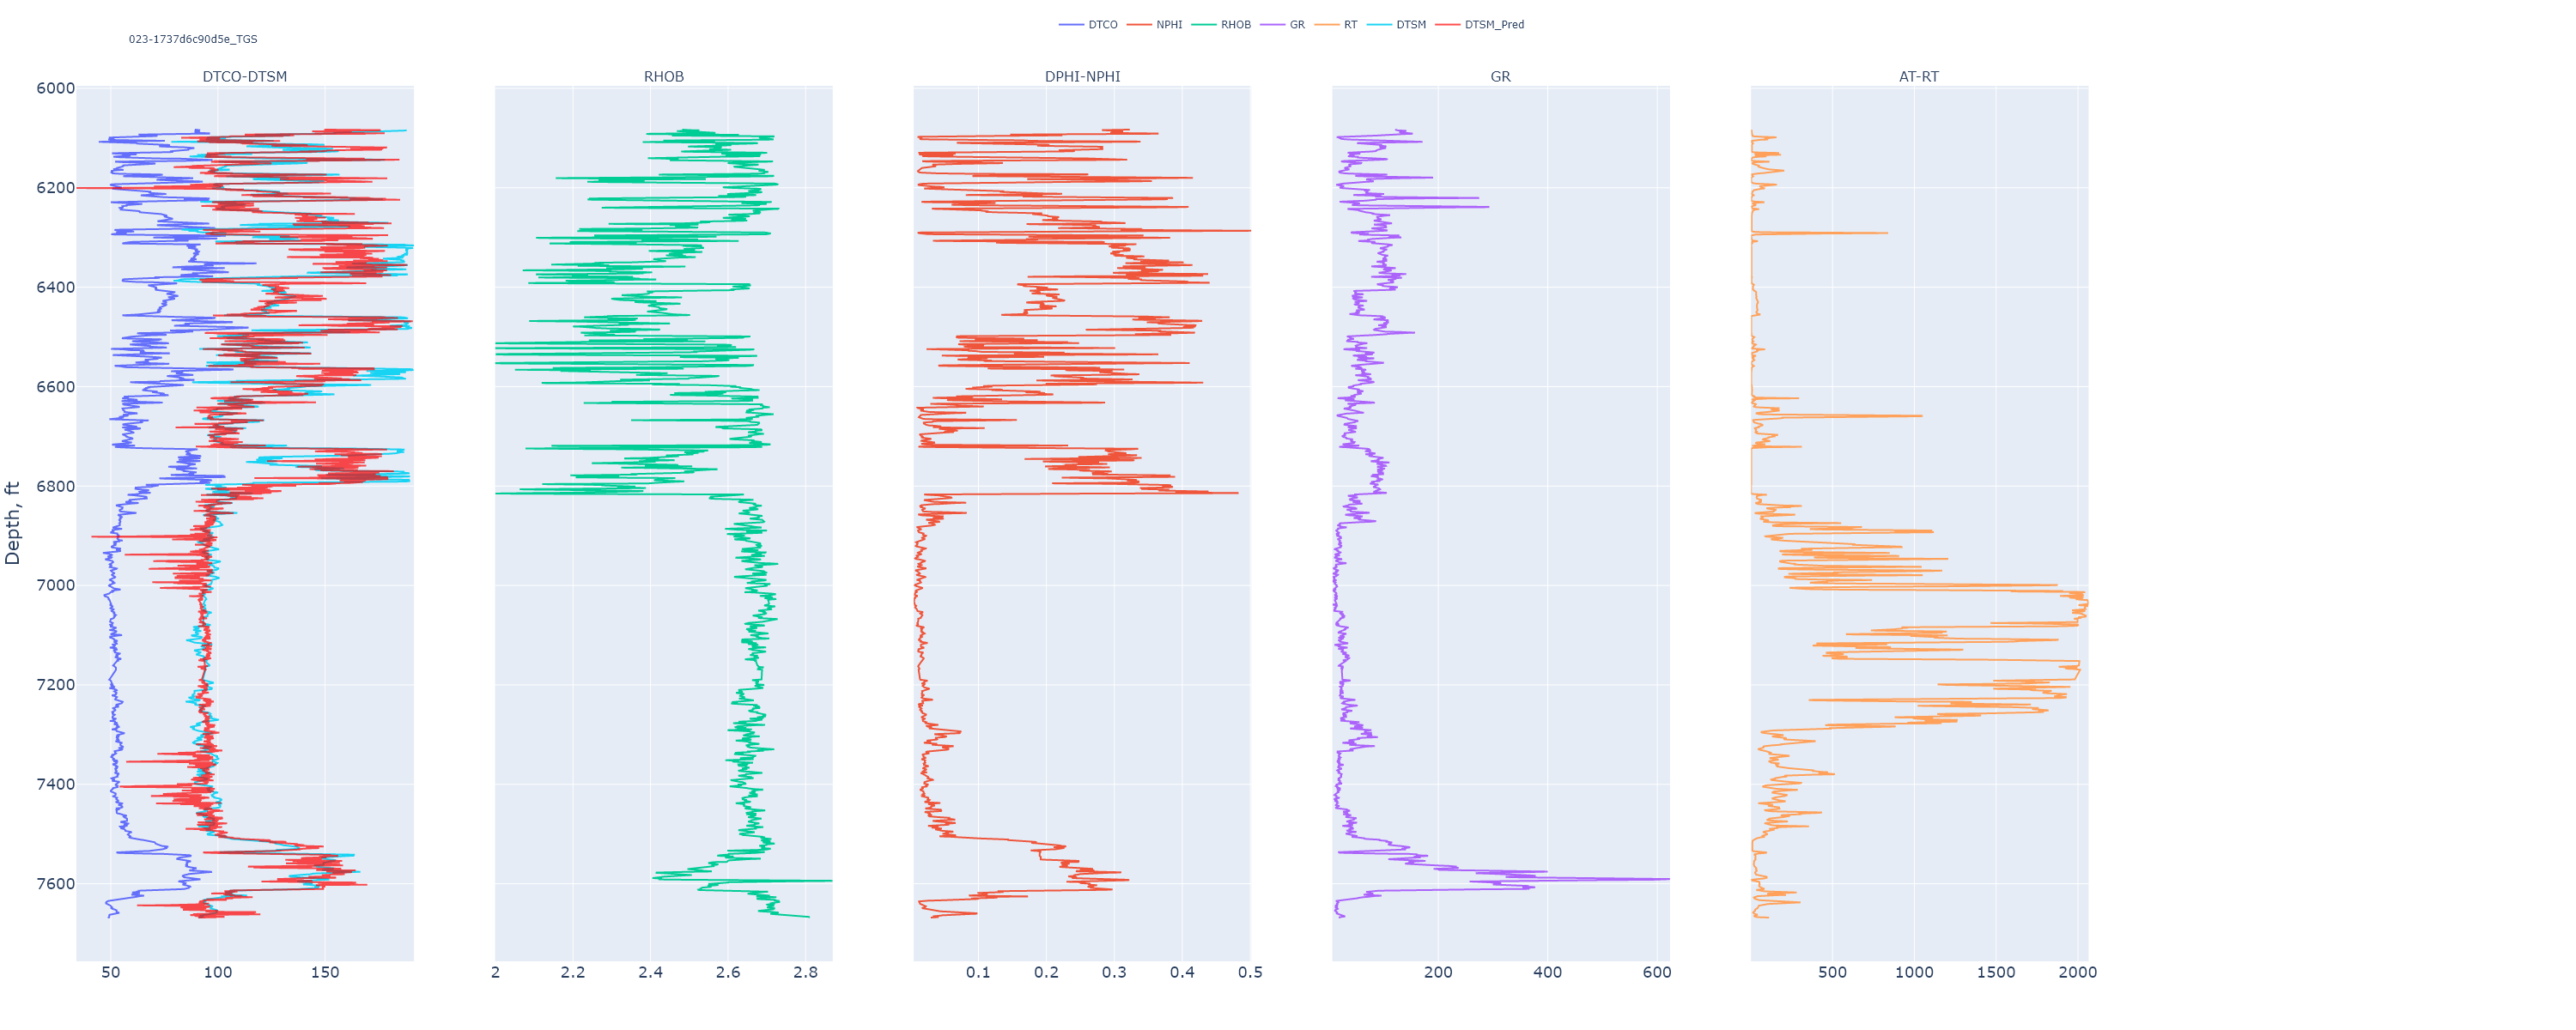 DTCO NPHI RHOB GR RT DTSM DTSM_Pred
023-1737d6c90d5e_TGS
DTCO-DTSM RHOB DPHI-NPHI GR AT-RT
Depth, ft
6000
6200
6400
6600
6800
7000
7200
7400
7600
50 100 150 2 2.2 2.4 2.6 2.8 0.1 0.2 0.3 0.4 0.5 200 400 600 500 1000 1500 2000